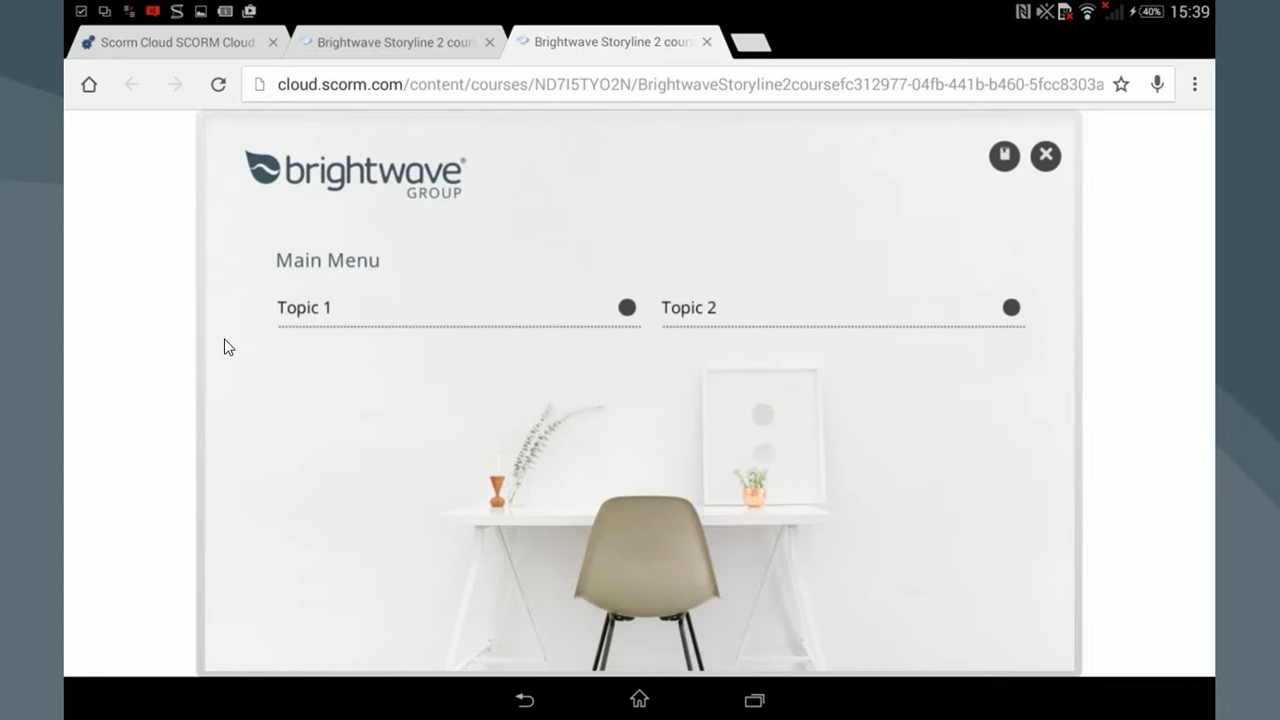 40% 15:39
Scorm Cloud SCORM Cloud
Brightwave Storyline 2 cour
Brightwave Storyline 2 cour
cloud.scorm.com/content/courses/ND7I5TYO2N/BrightwaveStoryline2coursefc312977-04fb-441b-b460-5fcc8303a
brightwave®
GROUP
Main Menu
Topic 1
Topic 2